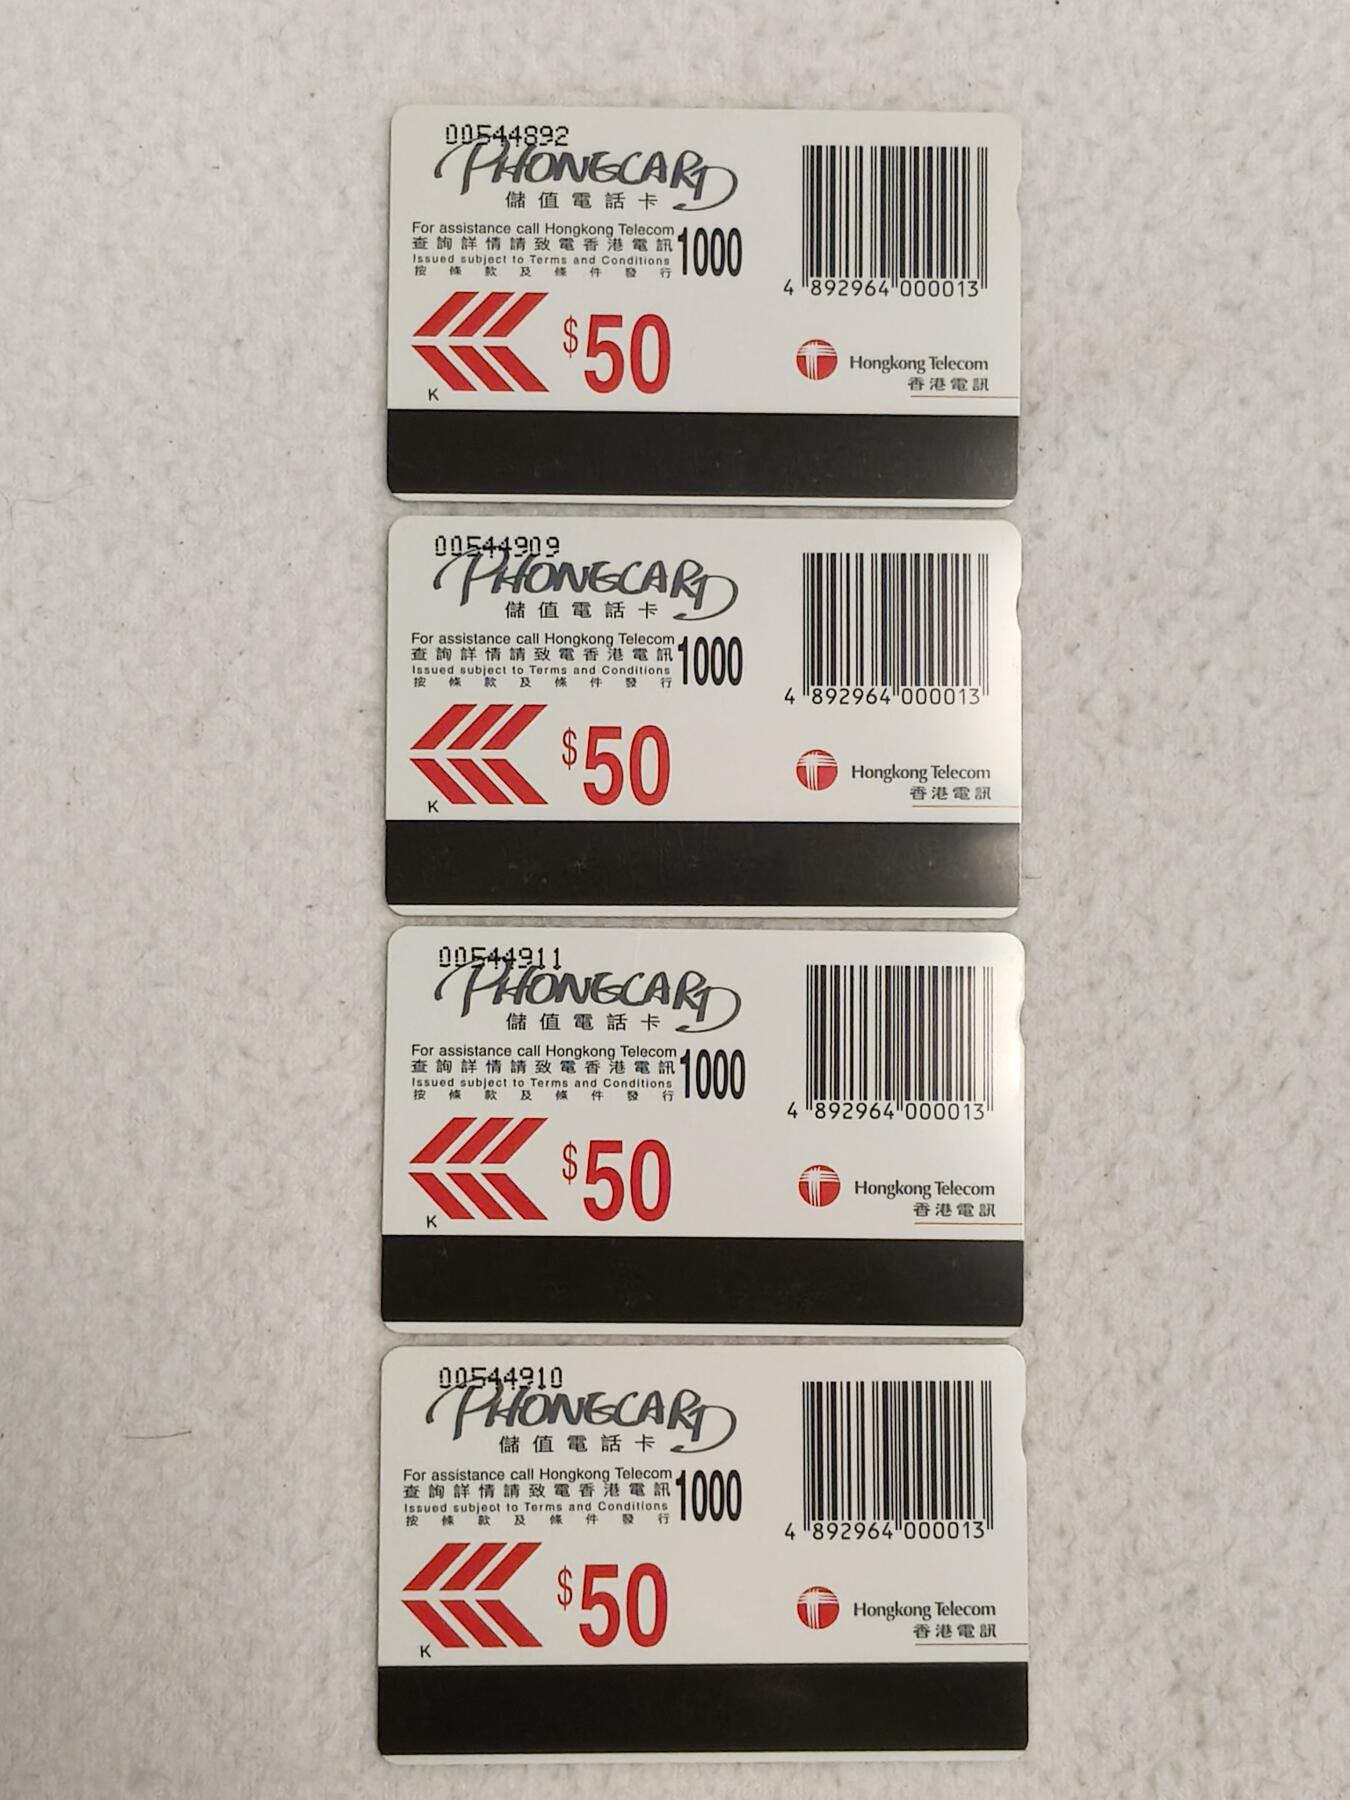 00544892
PHONECARD
儲值電話卡
For assistance call Hongkong Telecom
查詢詳情請致電香港電訊 1000
Issued subject to Terms and Conditions
按條款及條件發行
$50
K
4 892964 000013
Hongkong Telecom
香港電訊
00544909
PHONECARD
儲值電話卡
For assistance call Hongkong Telecom
查詢詳情請致電香港電訊 1000
Issued subject to Terms and Conditions
按條款及條件發行
$50
K
4 892964 000013
Hongkong Telecom
香港電訊
00544911
PHONECARD
儲值電話卡
For assistance call Hongkong Telecom
查詢詳情請致電香港電訊 1000
Issued subject to Terms and Conditions
按條款及條件發行
$50
K
4 892964 000013
Hongkong Telecom
香港電訊
00544910
PHONECARD
儲值電話卡
For assistance call Hongkong Telecom
查詢詳情請致電香港電訊 1000
Issued subject to Terms and Conditions
按條款及條件發行
$50
K
4 892964 000013
Hongkong Telecom
香港電訊